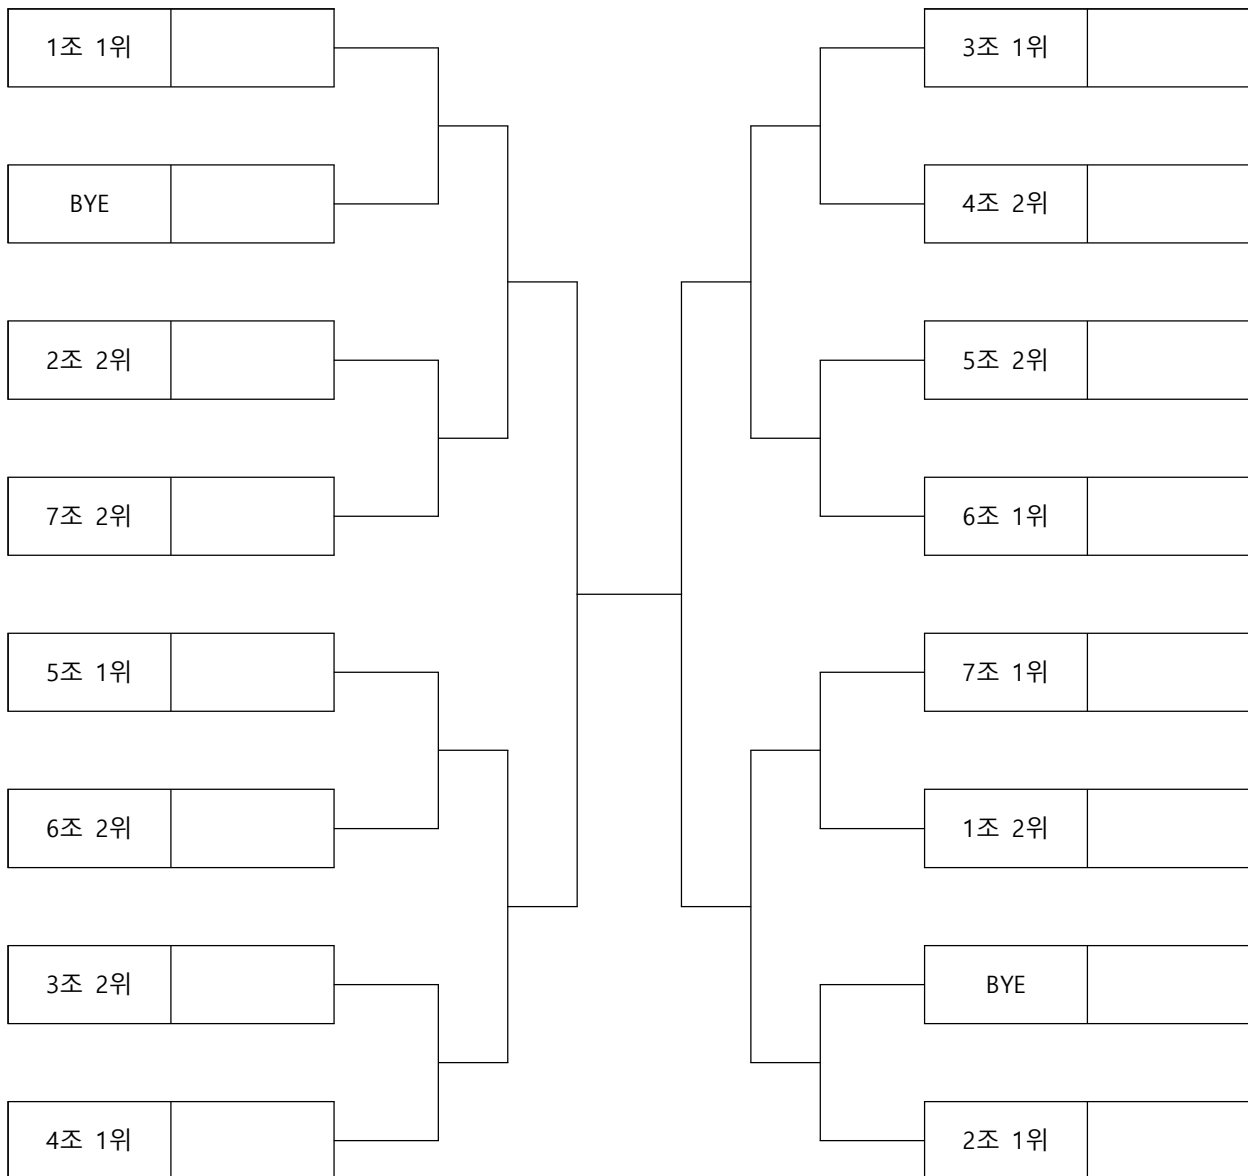 1조 1위
BYE
2조 2위
7조 2위
5조 1위
6조 2위
3조 2위
4조 1위
3조 1위
4조 2위
5조 2위
6조 1위
7조 1위
1조 2위
BYE
2조 1위